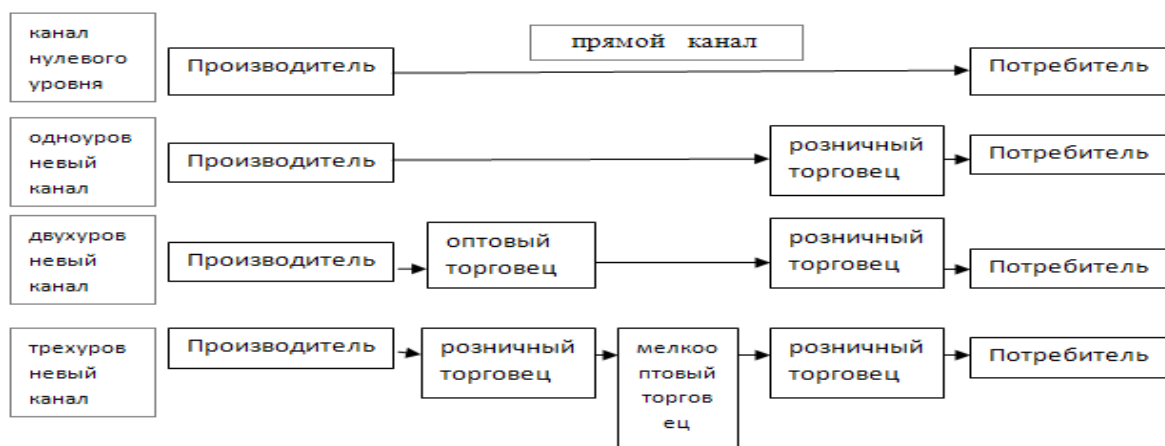 канал
нулевого
уровня
прямой канал
Производитель
Потребитель
одноуров
невый
канал
Производитель
розничный
торговец
Потребитель
двухуров
невый
канал
Производитель
оптовый
торговец
розничный
торговец
Потребитель
трехуров
невый
канал
Производитель
розничный
торговец
мелкоо
птовый
торгов
ец
розничный
торговец
Потребитель